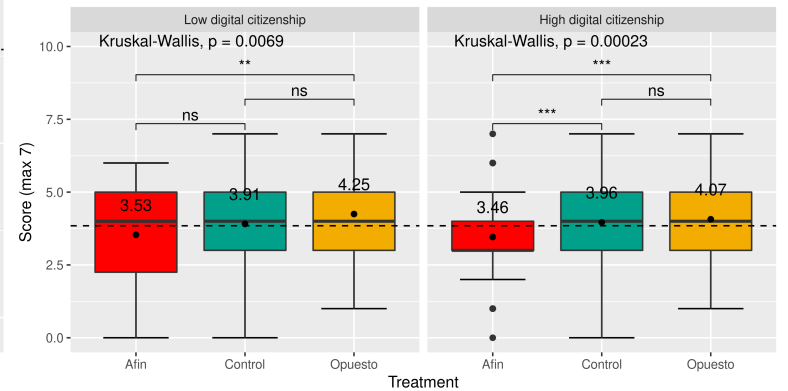 Low digital citizenship
High digital citizenship
Kruskal-Wallis, p = 0.0069
Kruskal-Wallis, p = 0.00023
**
***
ns
ns
ns
***
3.53
3.91
4.25
3.46
3.96
4.07
10.0
7.5
5.0
2.5
0.0
Score (max 7)
Afin
Control
Opuesto
Afin
Control
Opuesto
Treatment